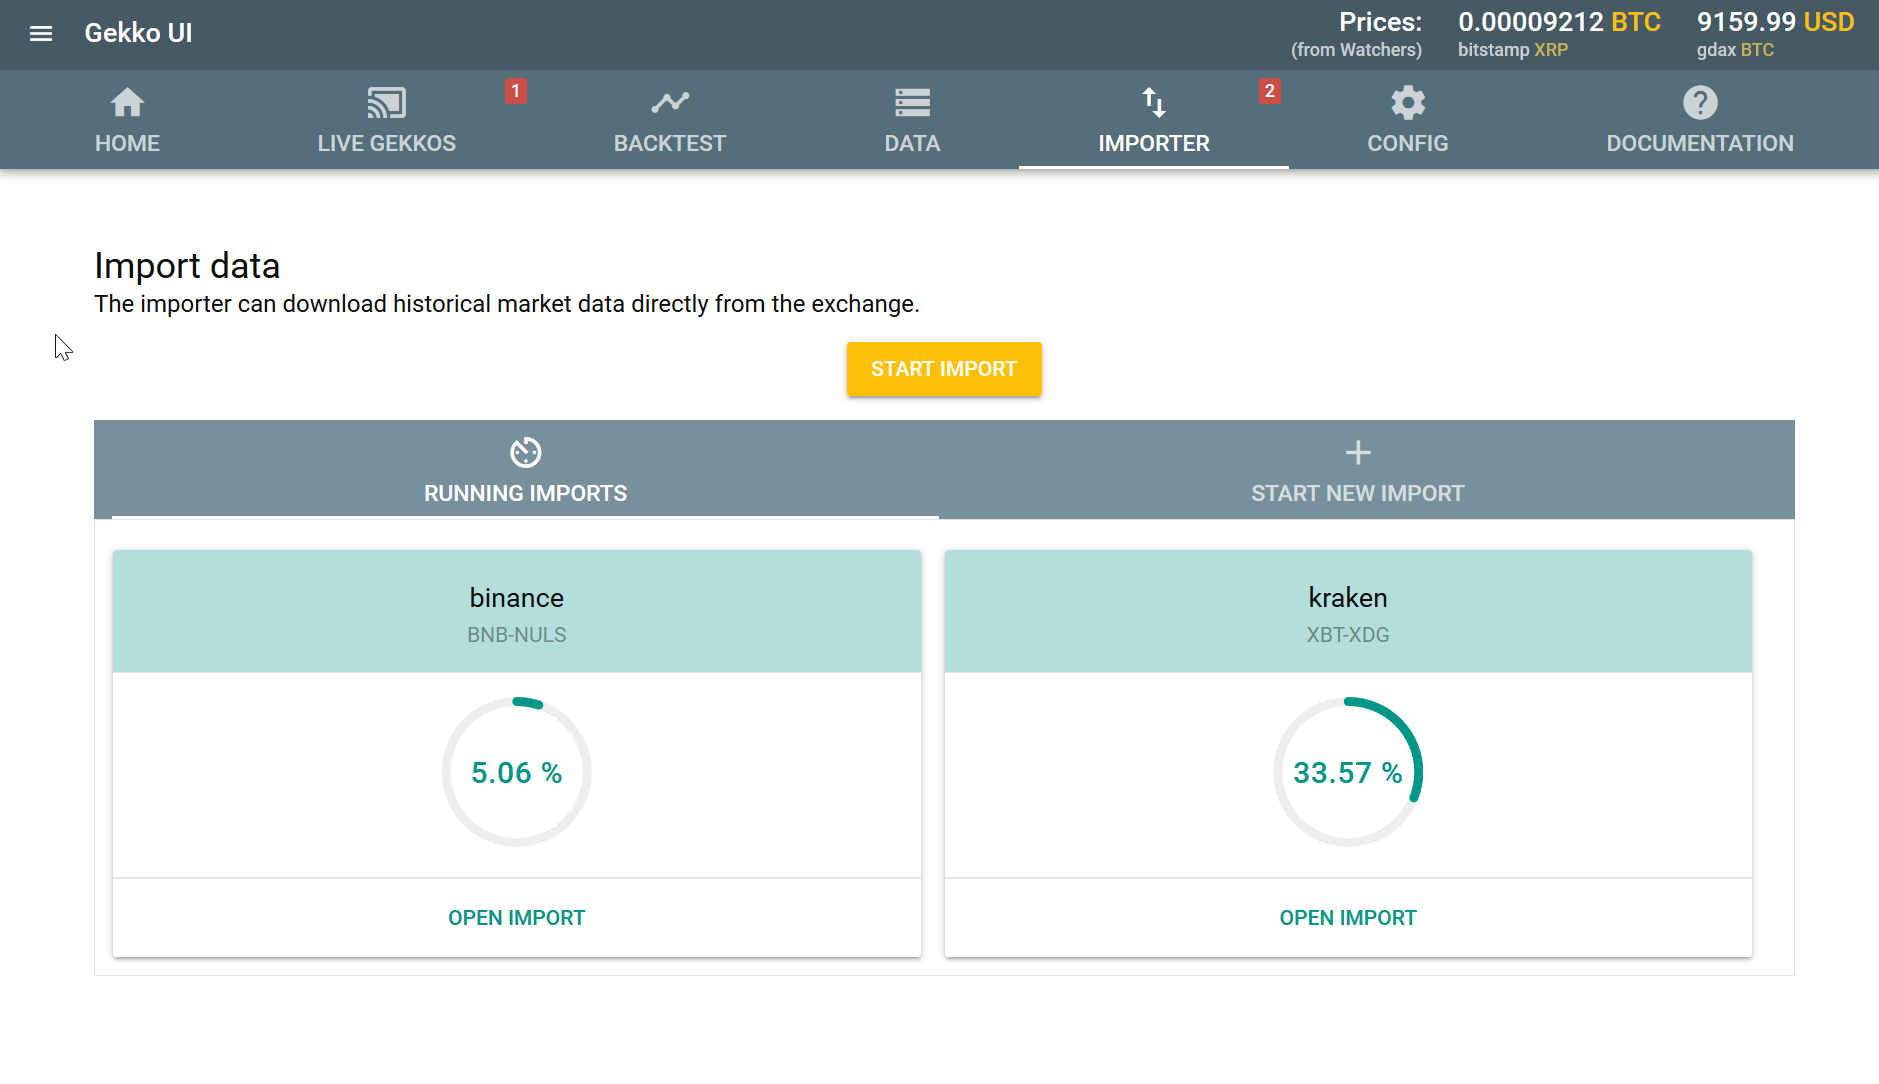 Gekko UI
Prices:
(from Watchers)
0.00009212 BTC
bitstamp XRP
9159.99 USD
gdax BTC
HOME
LIVE GEKKOS
1
BACKTEST
DATA
IMPORTER
2
CONFIG
DOCUMENTATION
Import data
The importer can download historical market data directly from the exchange.
START IMPORT
RUNNING IMPORTS
START NEW IMPORT
binance
BNB-NULS
5.06 %
OPEN IMPORT
kraken
XBT-XDG
33.57 %
OPEN IMPORT